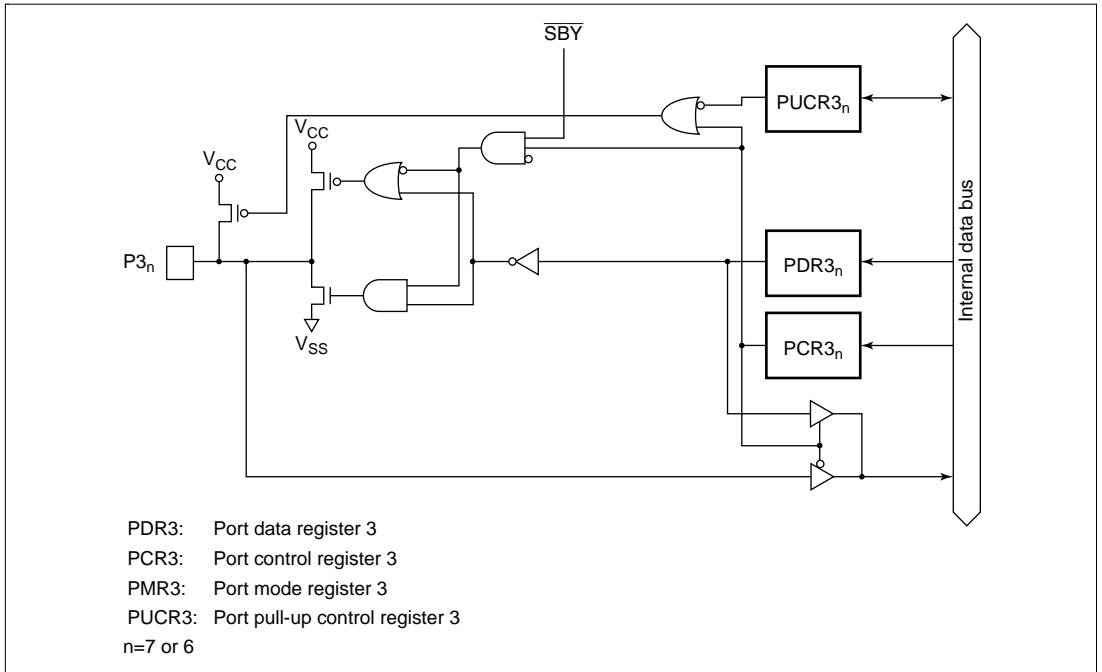 SBY
PUCR3n
VCC
VCC
P3n
PDR3n
VSS
PCR3n
Internal data bus
PDR3: Port data register 3
PCR3: Port control register 3
PMR3: Port mode register 3
PUCR3: Port pull-up control register 3
n=7 or 6